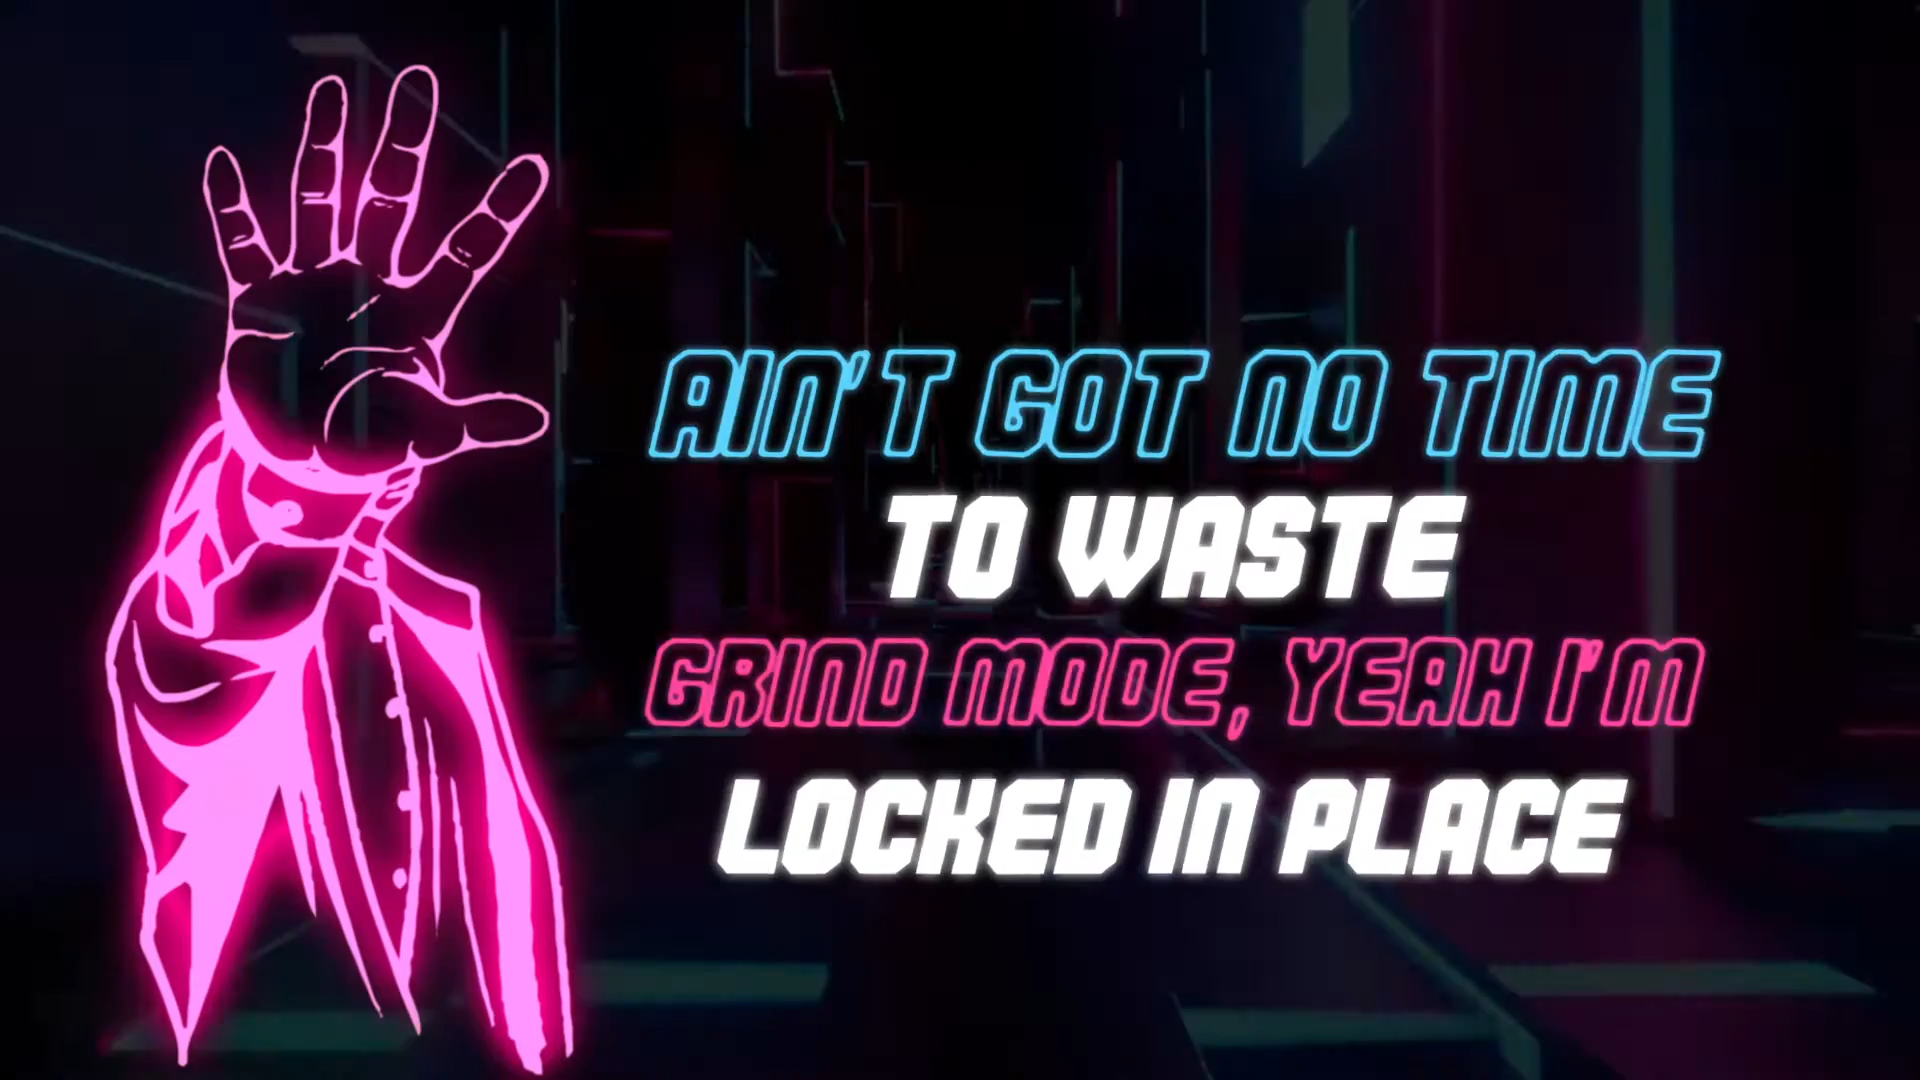 AIN'T GOT NO TIME
TO WASTE
GRIND MODE, YEAH I'M
LOCKED IN PLACE